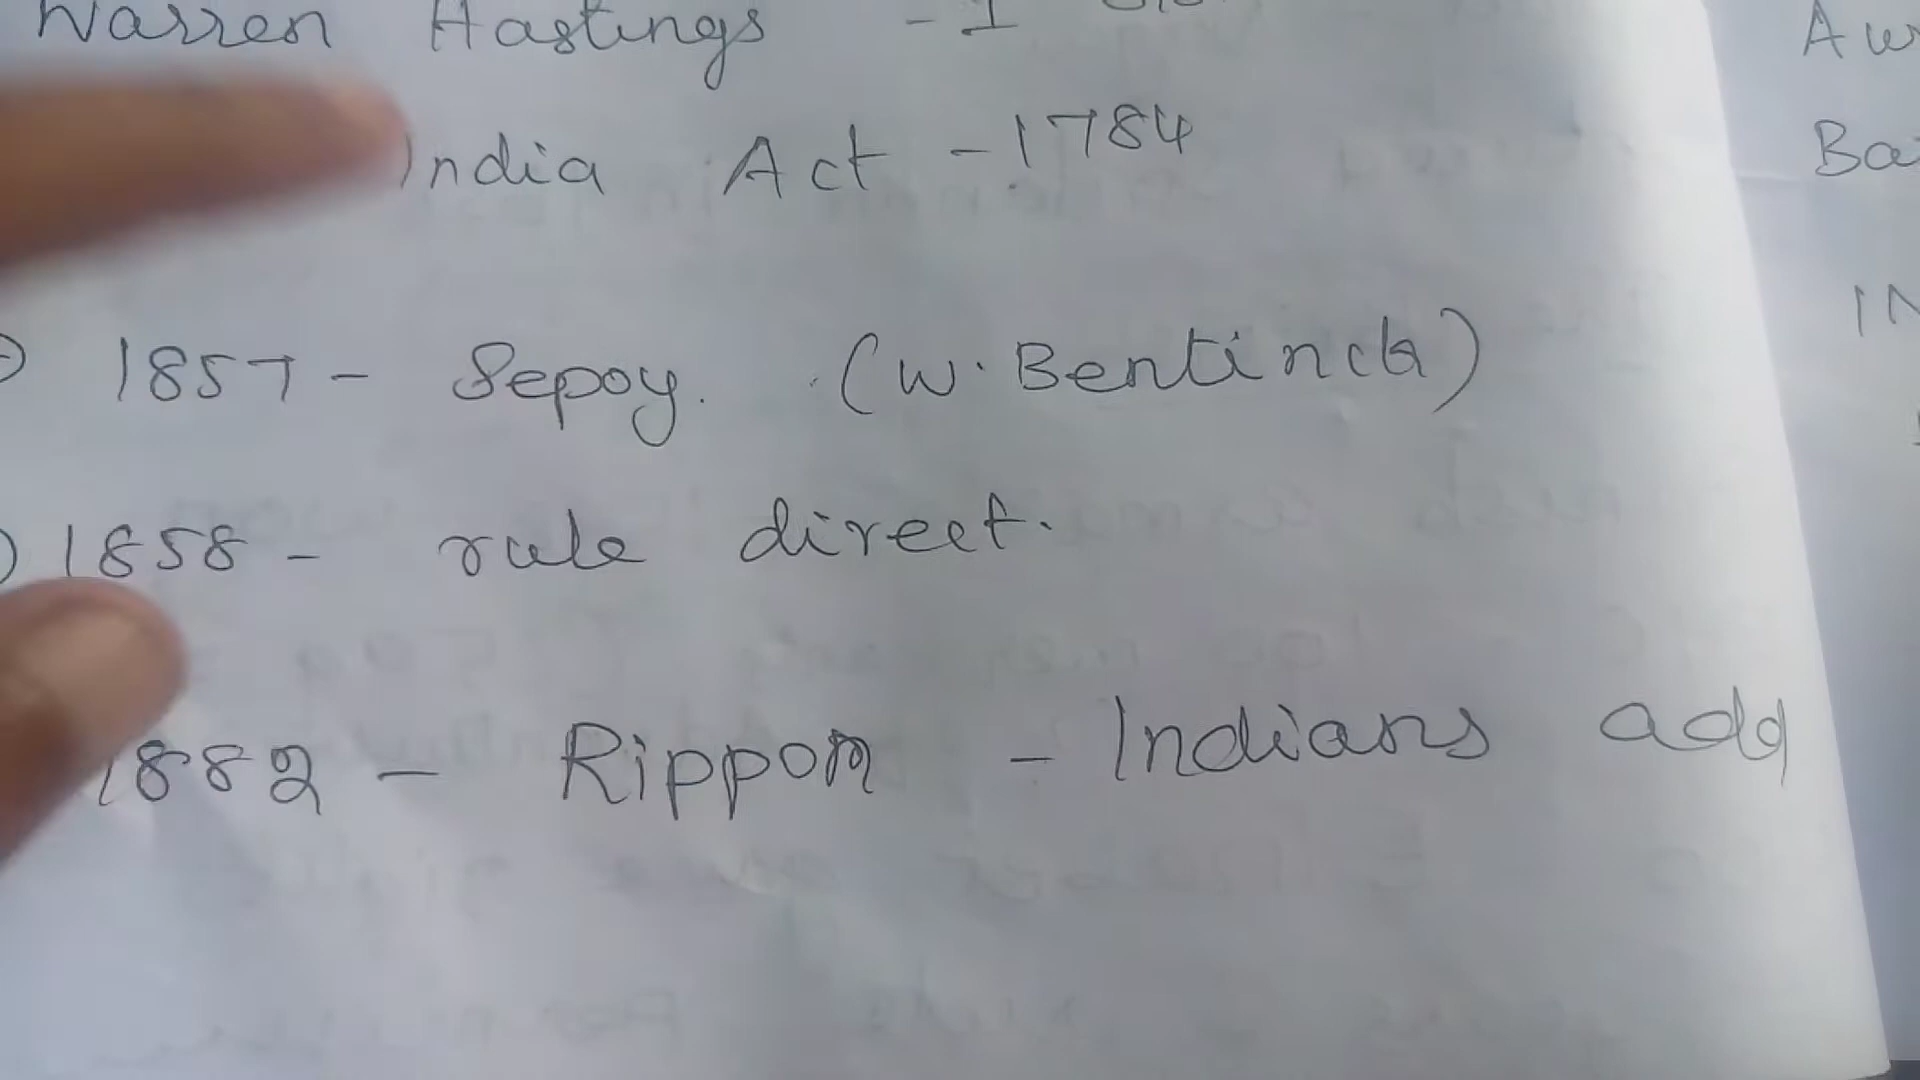 Warren Hastings - I
India Act - 1784
1857 - Sepoy. (W. Bentinck)
1858 - rule direct.
1882 - Rippon - Indians add